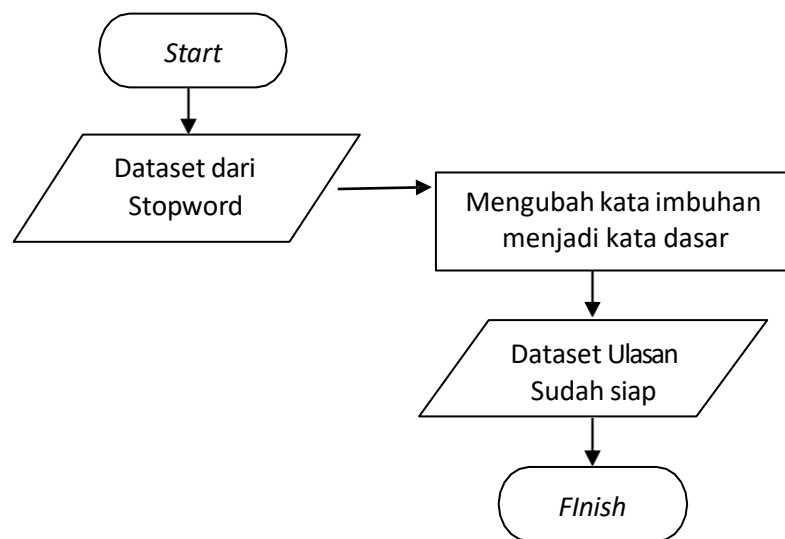 Start
Dataset dari
Stopword
Mengubah kata imbuhan
menjadi kata dasar
Dataset Ulasan
Sudah siap
FInish